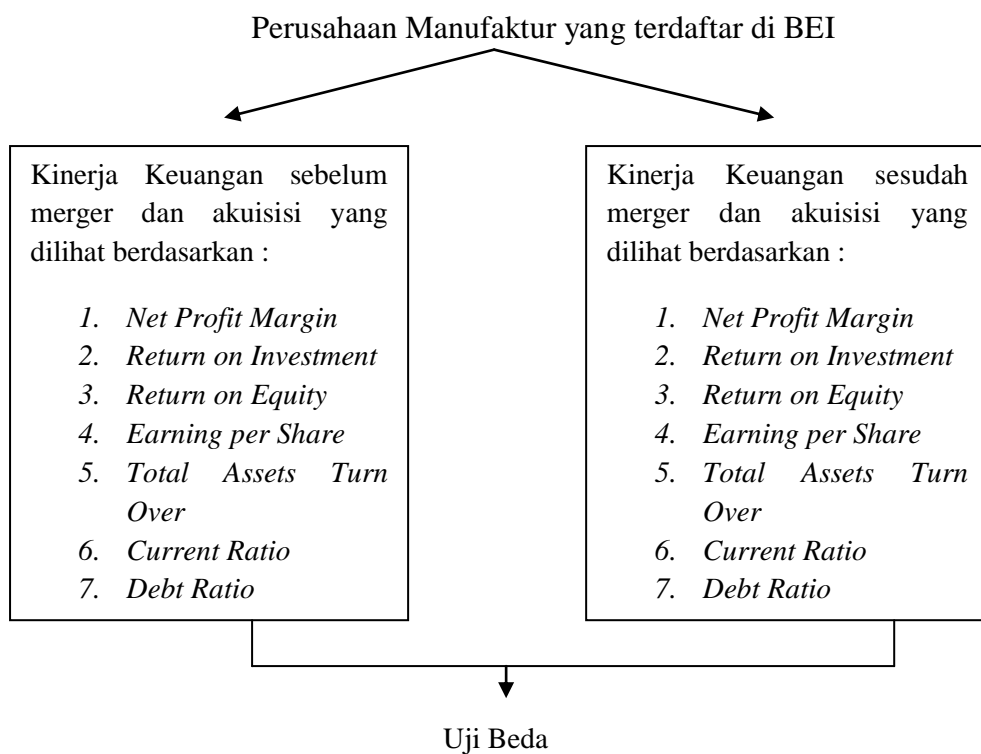 Perusahaan Manufaktur yang terdaftar di BEI
Kinerja Keuangan sebelum
merger dan akuisisi yang
dilihat berdasarkan :
1. Net Profit Margin
2. Return on Investment
3. Return on Equity
4. Earning per Share
5. Total Assets Turn
Over
6. Current Ratio
7. Debt Ratio
Kinerja Keuangan sesudah
merger dan akuisisi yang
dilihat berdasarkan :
1. Net Profit Margin
2. Return on Investment
3. Return on Equity
4. Earning per Share
5. Total Assets Turn
Over
6. Current Ratio
7. Debt Ratio
Uji Beda